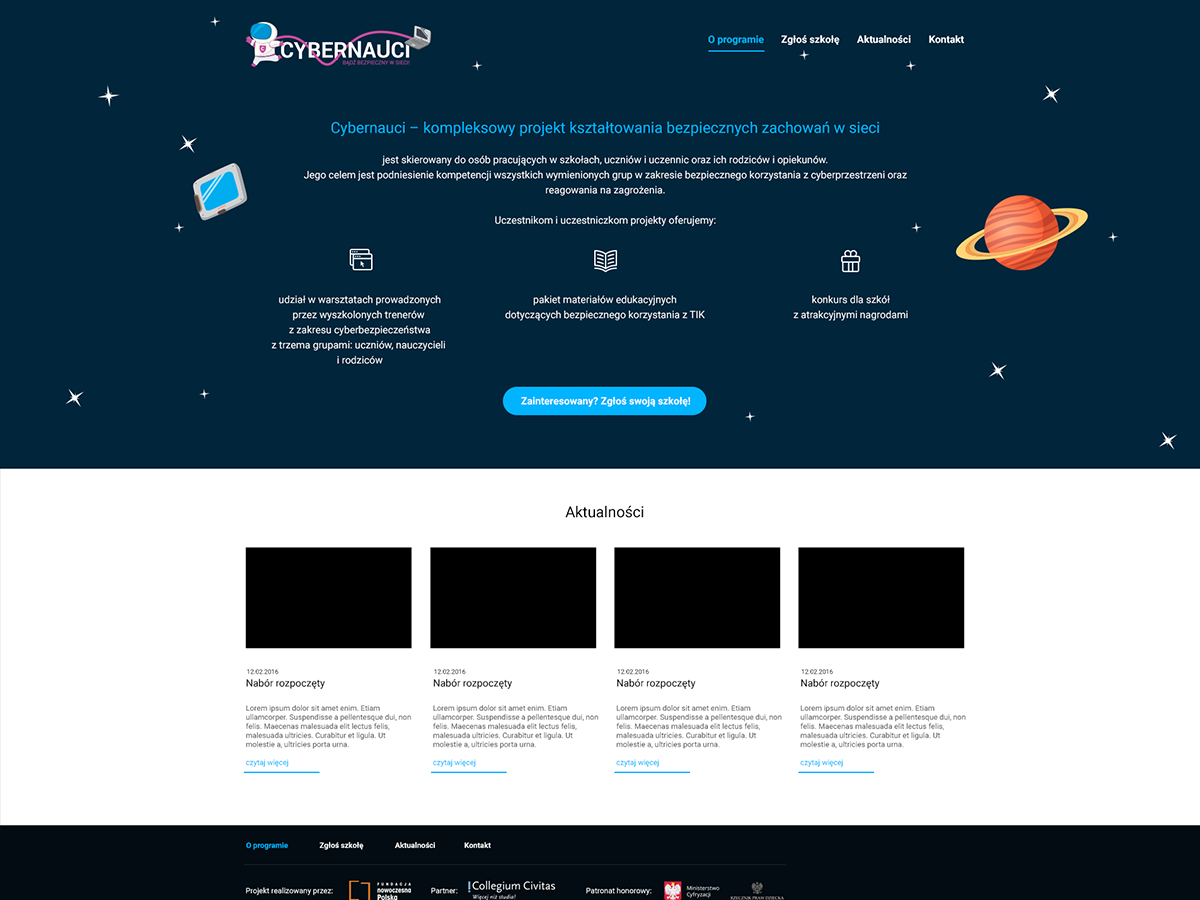 CYBERNAUCI
BĄDŹ BEZPIECZNY W SIECI!
O programie
Zgłoś szkołę
Aktualności
Kontakt
Cybernauci – kompleksowy projekt kształtowania bezpiecznych zachowań w sieci
jest skierowany do osób pracujących w szkołach, uczniów i uczennic oraz ich rodziców i opiekunów.
Jego celem jest podniesienie kompetencji wszystkich wymienionych grup w zakresie bezpiecznego korzystania z cyberprzestrzeni oraz
reagowania na zagrożenia.
Uczestnikom i uczestniczkom projekty oferujemy:
udział w warsztatach prowadzonych
przez wyszkolonych trenerów
z zakresu cyberbezpieczeństwa
z trzema grupami: uczniów, nauczycieli
i rodziców
pakiet materiałów edukacyjnych
dotyczących bezpiecznego korzystania z TIK
konkurs dla szkół
z atrakcyjnymi nagrodami
Zainteresowany? Zgłoś swoją szkołę!
Aktualności
12.02.2016
Nabór rozpoczęty
Lorem ipsum dolor sit amet enim. Etiam
ullamcorper. Suspendisse a pellentesque dui, non
felis. Maecenas malesuada elit lectus felis,
malesuada ultricies. Curabitur et ligula. Ut
molestie a, ultricies porta urna.
czytaj więcej
12.02.2016
Nabór rozpoczęty
Lorem ipsum dolor sit amet enim. Etiam
ullamcorper. Suspendisse a pellentesque dui, non
felis. Maecenas malesuada elit lectus felis,
malesuada ultricies. Curabitur et ligula. Ut
molestie a, ultricies porta urna.
czytaj więcej
12.02.2016
Nabór rozpoczęty
Lorem ipsum dolor sit amet enim. Etiam
ullamcorper. Suspendisse a pellentesque dui, non
felis. Maecenas malesuada elit lectus felis,
malesuada ultricies. Curabitur et ligula. Ut
molestie a, ultricies porta urna.
czytaj więcej
12.02.2016
Nabór rozpoczęty
Lorem ipsum dolor sit amet enim. Etiam
ullamcorper. Suspendisse a pellentesque dui, non
felis. Maecenas malesuada elit lectus felis,
malesuada ultricies. Curabitur et ligula. Ut
molestie a, ultricies porta urna.
czytaj więcej
O programie
Zgłoś szkołę
Aktualności
Kontakt
Projekt realizowany przez:
FUNDACJA
nowoczesna
Polska
Partner:
Collegium Civitas
Więcej niż studia!
Patronat honorowy:
Ministerstwo
Cyfryzacji
RZECZNIK PRAW DZIECKA